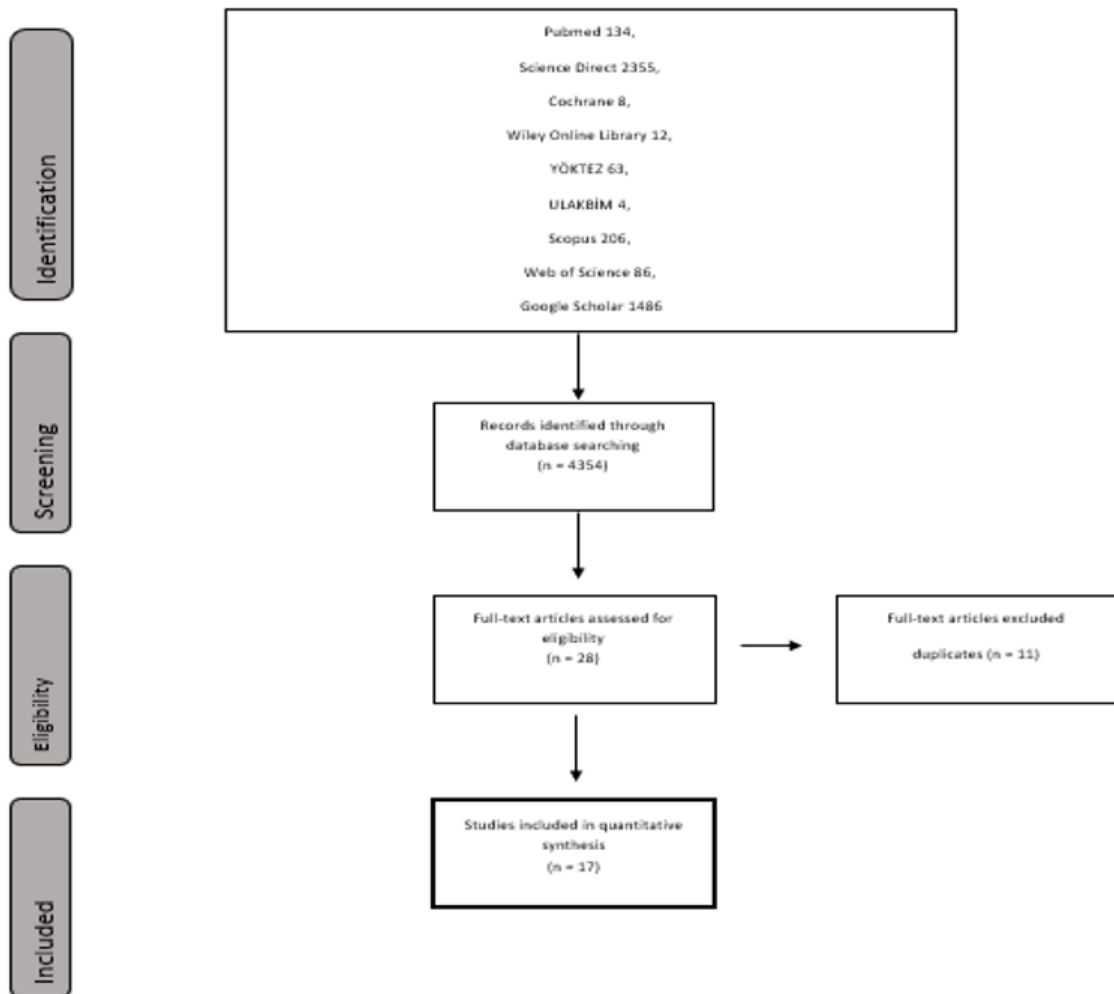 Identification
Pubmed 134,
Science Direct 2355,
Cochrane 8,
Wiley Online Library 12,
YÖKTEZ 63,
ULAKBİM 4,
Scopus 206,
Web of Science 86,
Google Scholar 1486
Screening
Records identified through
database searching
(n = 4354)
Eligibility
Full-text articles assessed for
eligibility
(n = 28)
Full-text articles excluded
duplicates (n = 11)
Included
Studies included in quantitative
synthesis
(n = 17)